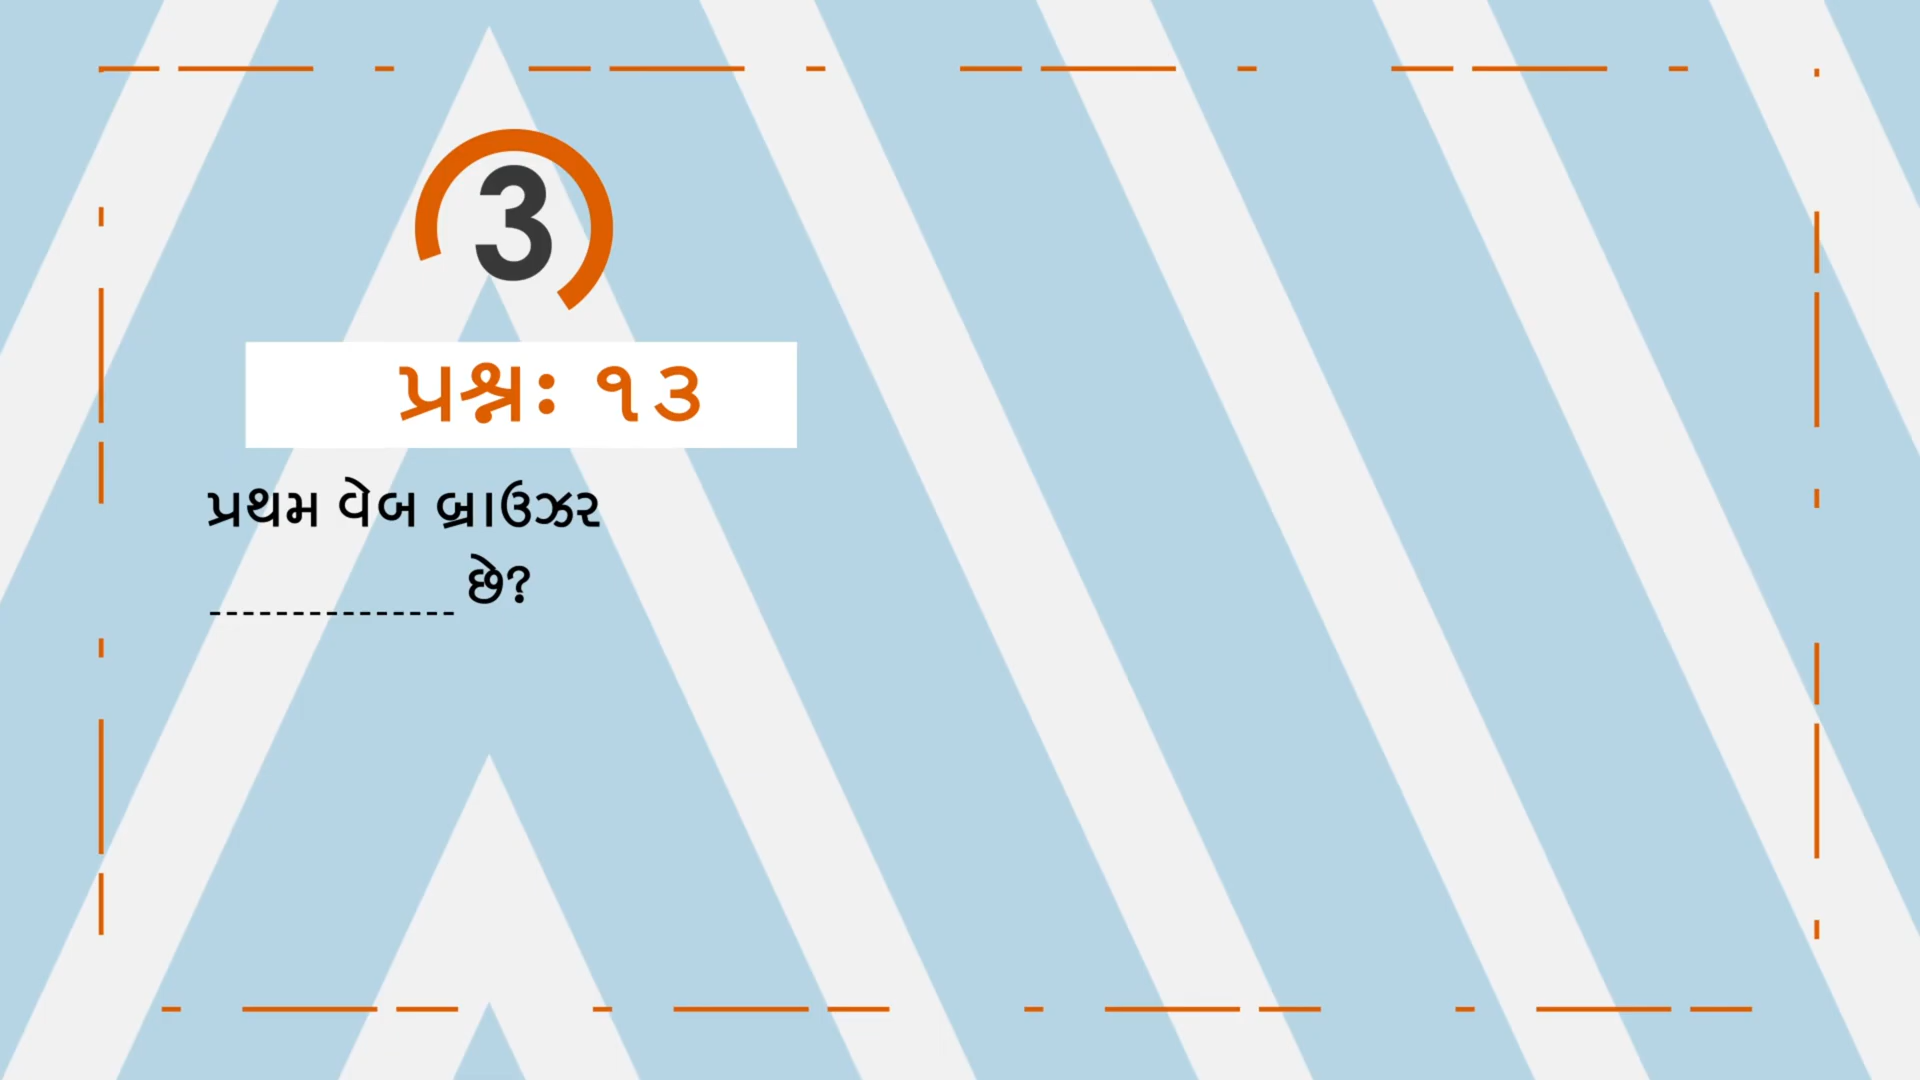 3
પ્રશ્નઃ ૧૩
પ્રથમ વેબ બ્રાઉઝર
--------------- છે?